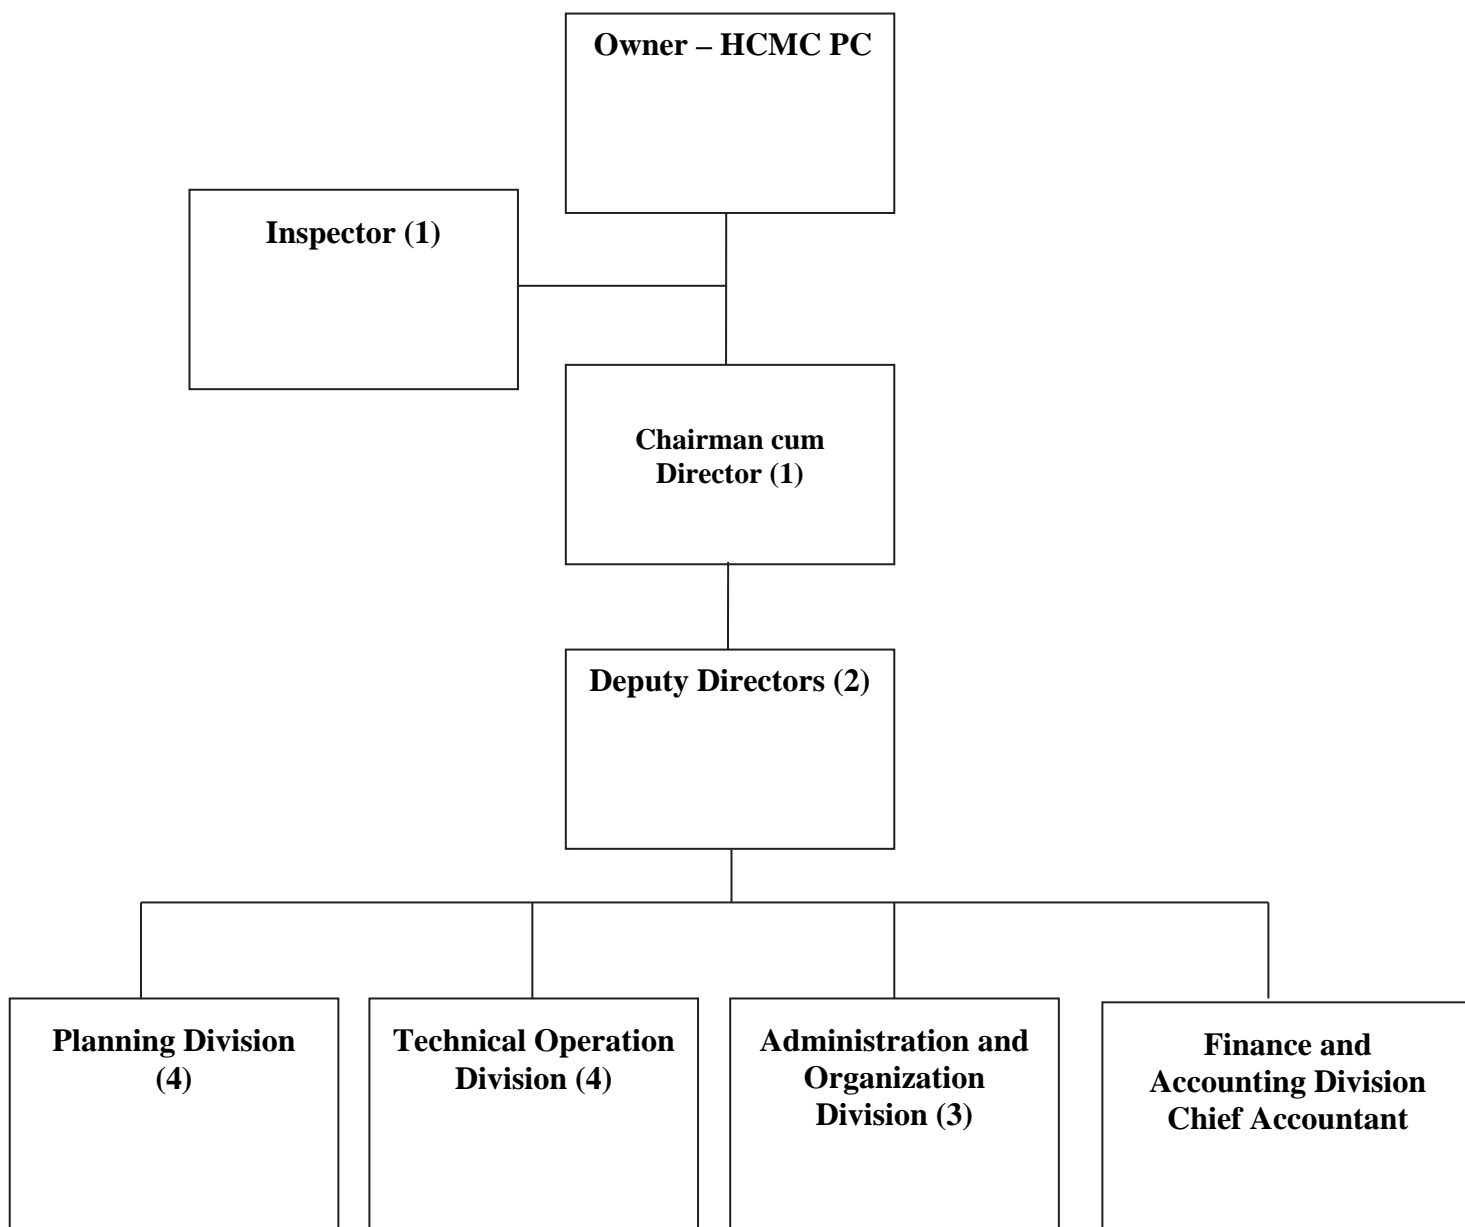 Owner – HCMC PC
Inspector (1)
Chairman cum
Director (1)
Deputy Directors (2)
Planning Division
(4)
Technical Operation
Division (4)
Administration and
Organization
Division (3)
Finance and
Accounting Division
Chief Accountant